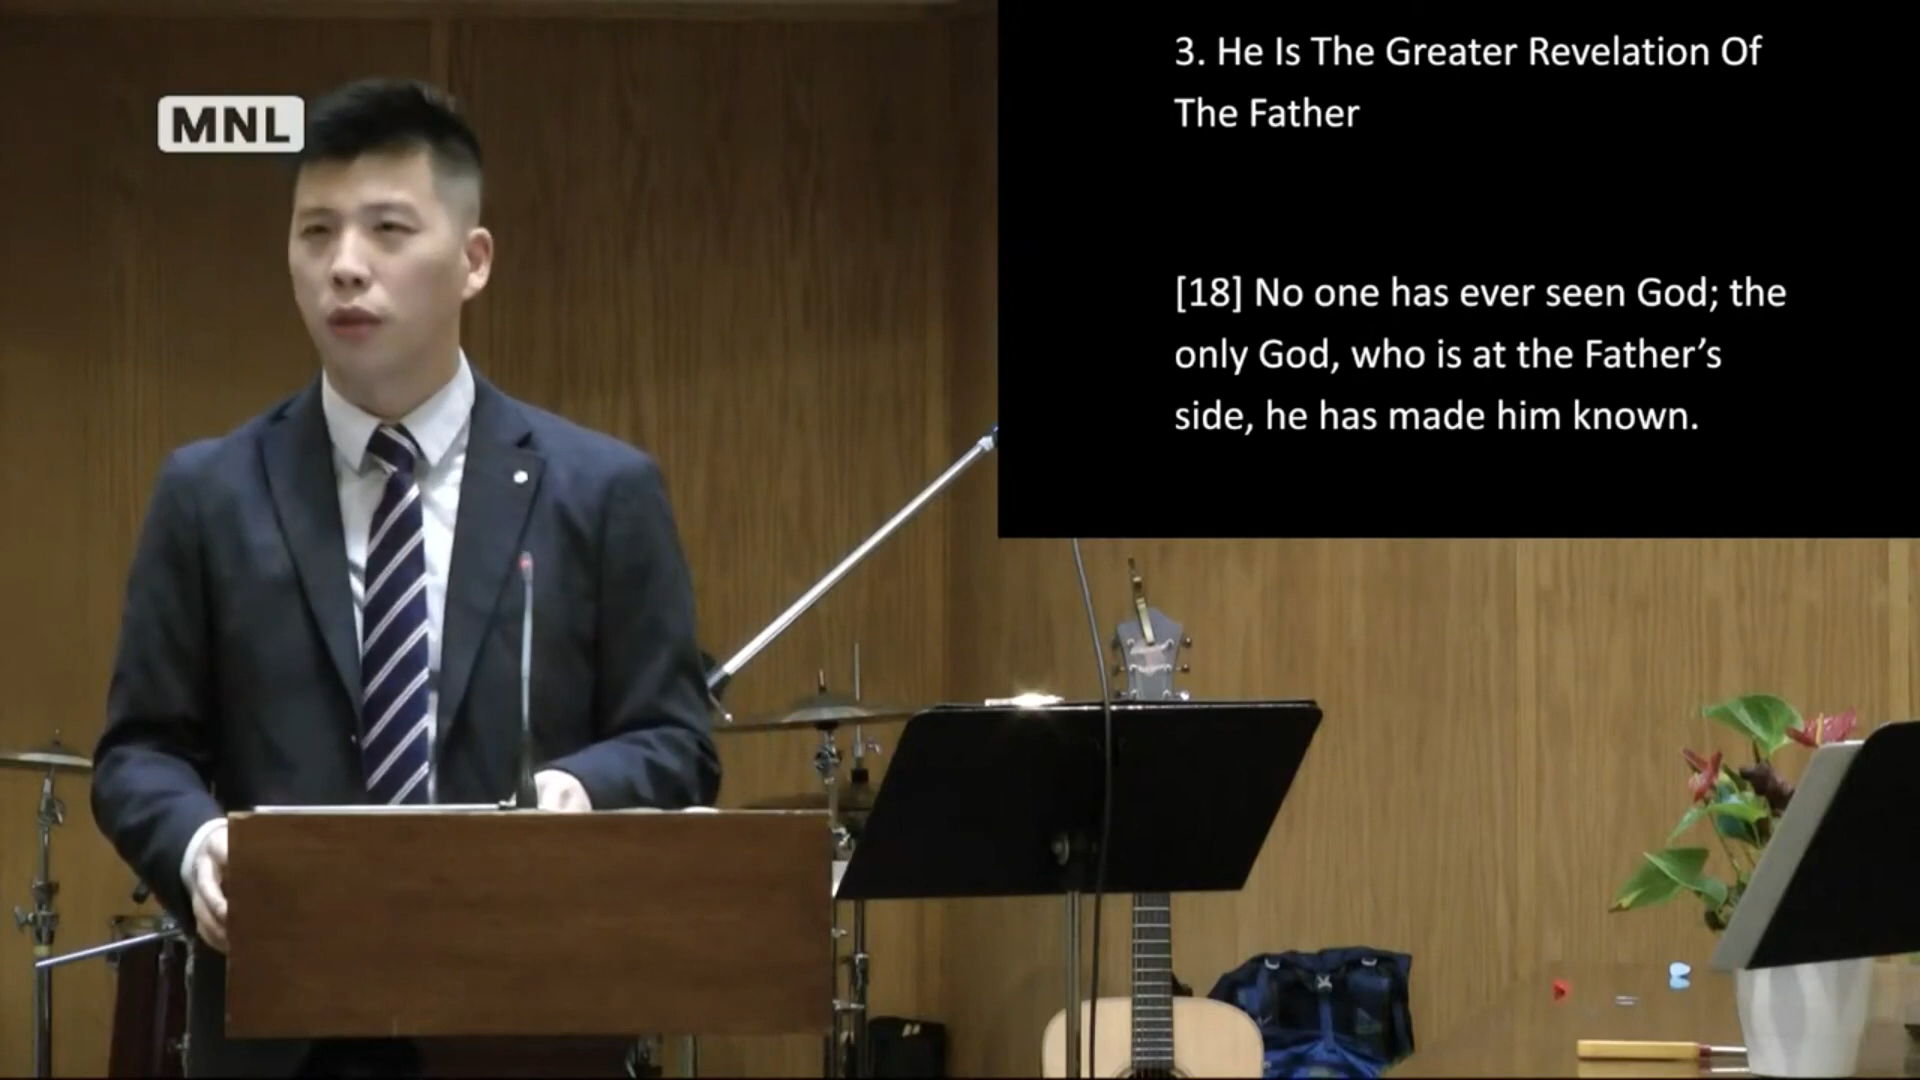 MNL
3. He Is The Greater Revelation Of
The Father
[18] No one has ever seen God; the
only God, who is at the Father’s
side, he has made him known.